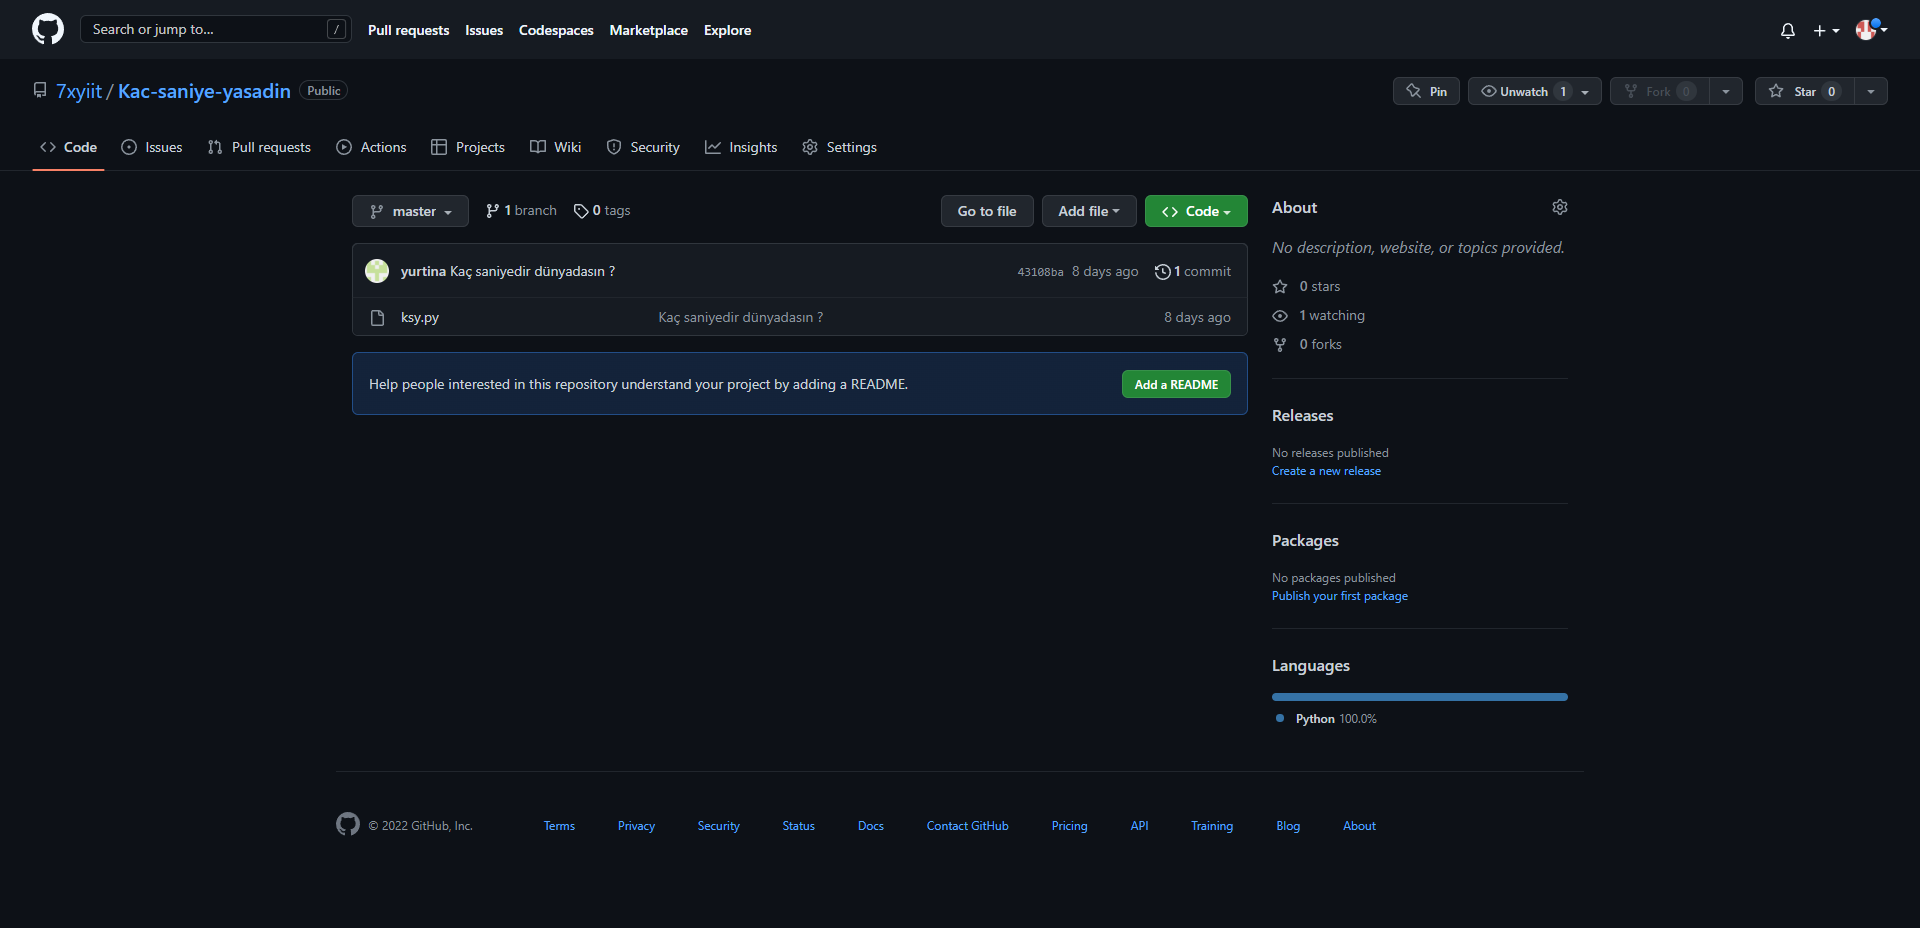 Search or jump to... /
Pull requests Issues Codespaces Marketplace Explore
7xyiit / Kac-saniye-yasadin Public
Pin Unwatch 1 Fork 0 Star 0
Code Issues Pull requests Actions Projects Wiki Security Insights Settings
master 1 branch 0 tags Go to file Add file Code
yurtina Kaç saniyedir dünyadasın ? 43108ba 8 days ago 1 commit
ksy.py Kaç saniyedir dünyadasın ? 8 days ago
Help people interested in this repository understand your project by adding a README. Add a README
About
No description, website, or topics provided.
0 stars
1 watching
0 forks
Releases
No releases published
Create a new release
Packages
No packages published
Publish your first package
Languages
Python 100.0%
© 2022 GitHub, Inc. Terms Privacy Security Status Docs Contact GitHub Pricing API Training Blog About